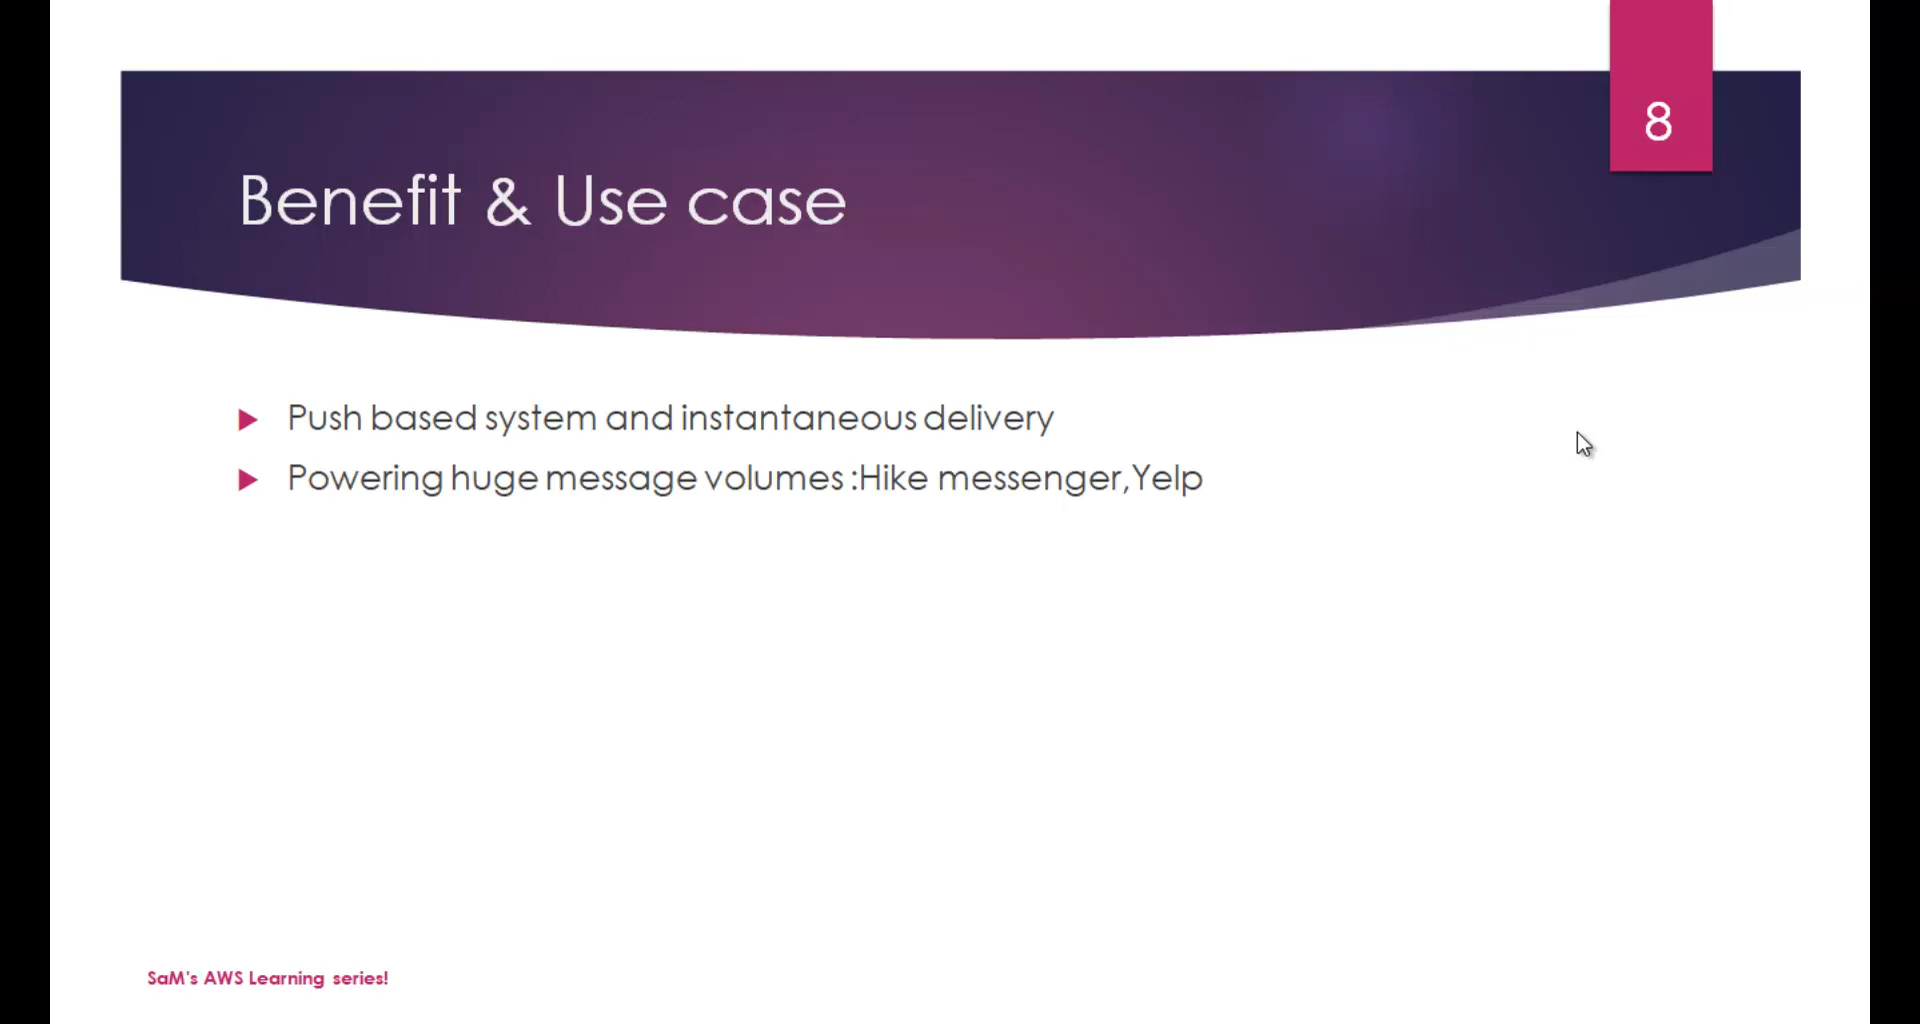 8
Benefit & Use case
Push based system and instantaneous delivery
Powering huge message volumes :Hike messenger,Yelp
SaM's AWS Learning series!